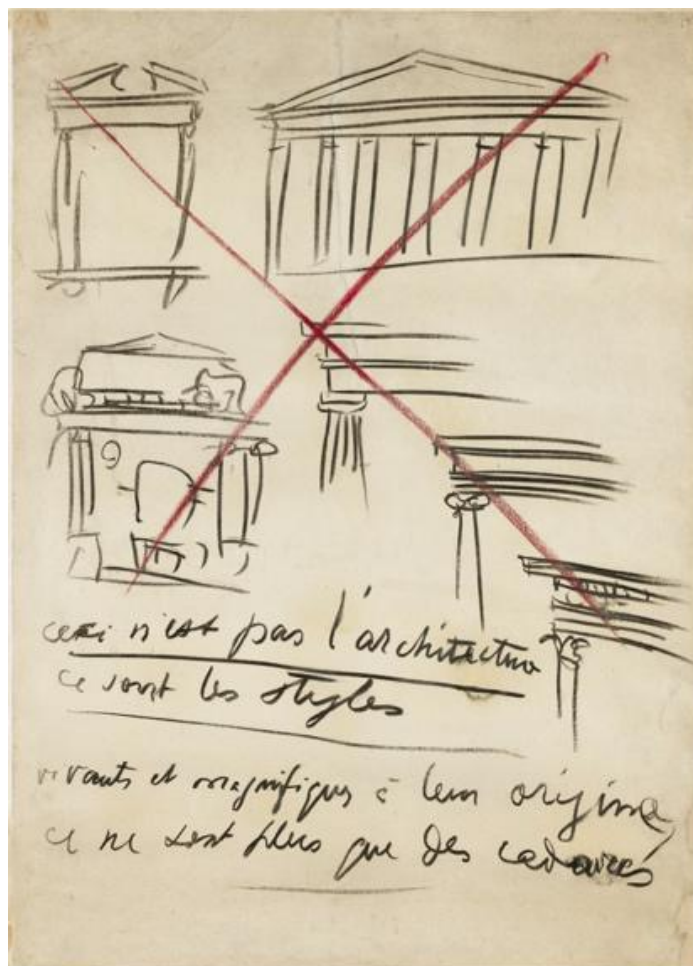 ceci n'est pas l'architecture
ce sont les styles
vivants et magnifiques à leur origine,
ce ne sont plus que des cadavres